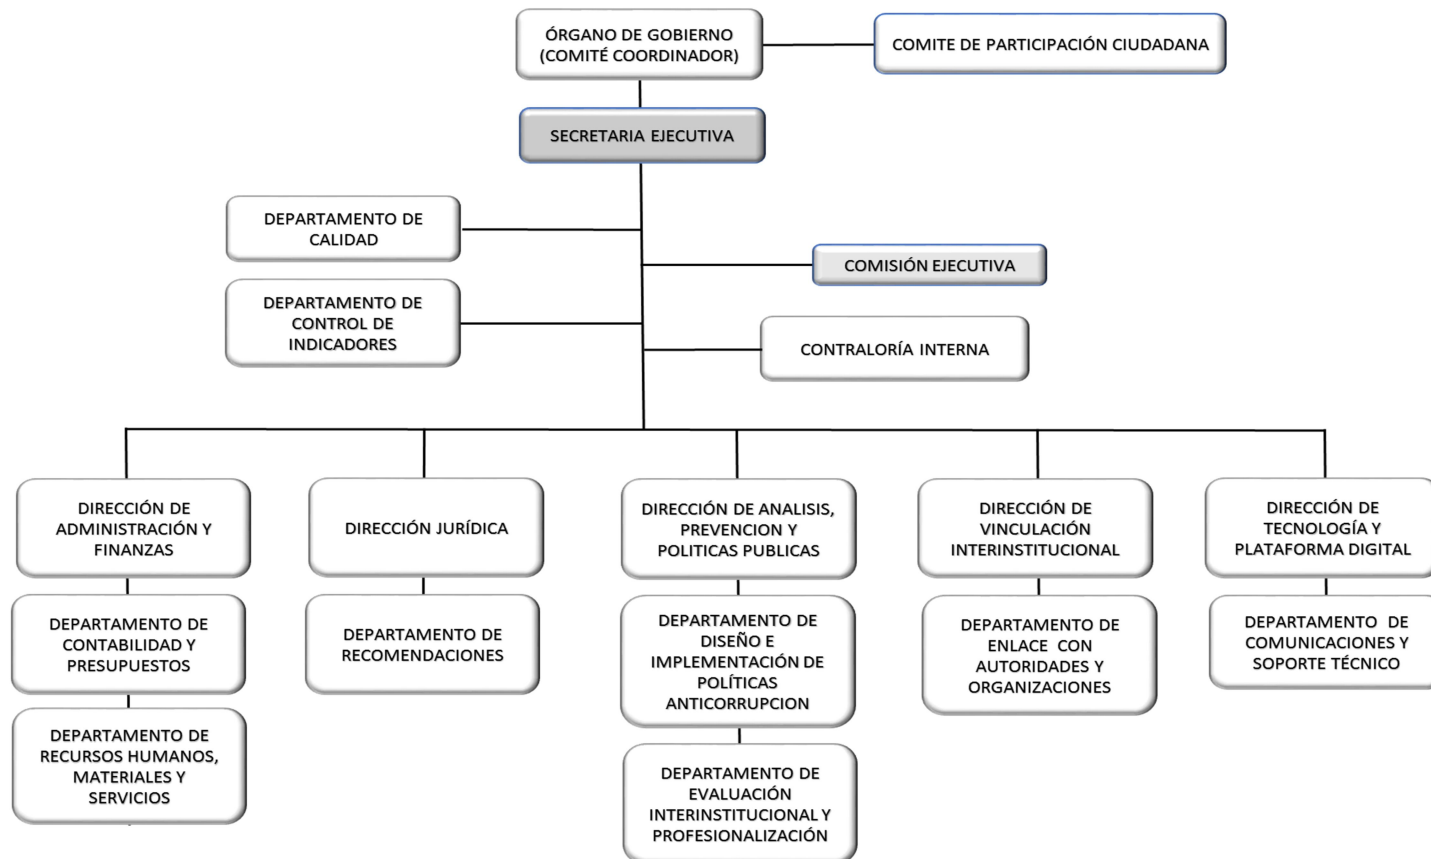 ÓRGANO DE GOBIERNO
(COMITÉ COORDINADOR)
COMITE DE PARTICIPACIÓN CIUDADANA
SECRETARIA EJECUTIVA
DEPARTAMENTO DE
CALIDAD
COMISIÓN EJECUTIVA
DEPARTAMENTO DE
CONTROL DE
INDICADORES
CONTRALORÍA INTERNA
DIRECCIÓN DE
ADMINISTRACIÓN Y
FINANZAS
DIRECCIÓN JURÍDICA
DIRECCIÓN DE ANALISIS,
PREVENCION Y
POLITICAS PUBLICAS
DIRECCIÓN DE
VINCULACIÓN
INTERINSTITUCIONAL
DIRECCIÓN DE
TECNOLOGÍA Y
PLATAFORMA DIGITAL
DEPARTAMENTO DE
CONTABILIDAD Y
PRESUPUESTOS
DEPARTAMENTO DE
RECOMENDACIONES
DEPARTAMENTO DE
DISEÑO E
IMPLEMENTACIÓN DE
POLÍTICAS
ANTICORRUPCION
DEPARTAMENTO DE
ENLACE CON
AUTORIDADES Y
ORGANIZACIONES
DEPARTAMENTO DE
COMUNICACIONES Y
SOPORTE TÉCNICO
DEPARTAMENTO DE
RECURSOS HUMANOS,
MATERIALES Y
SERVICIOS
DEPARTAMENTO DE
EVALUACIÓN
INTERINSTITUCIONAL Y
PROFESIONALIZACIÓN